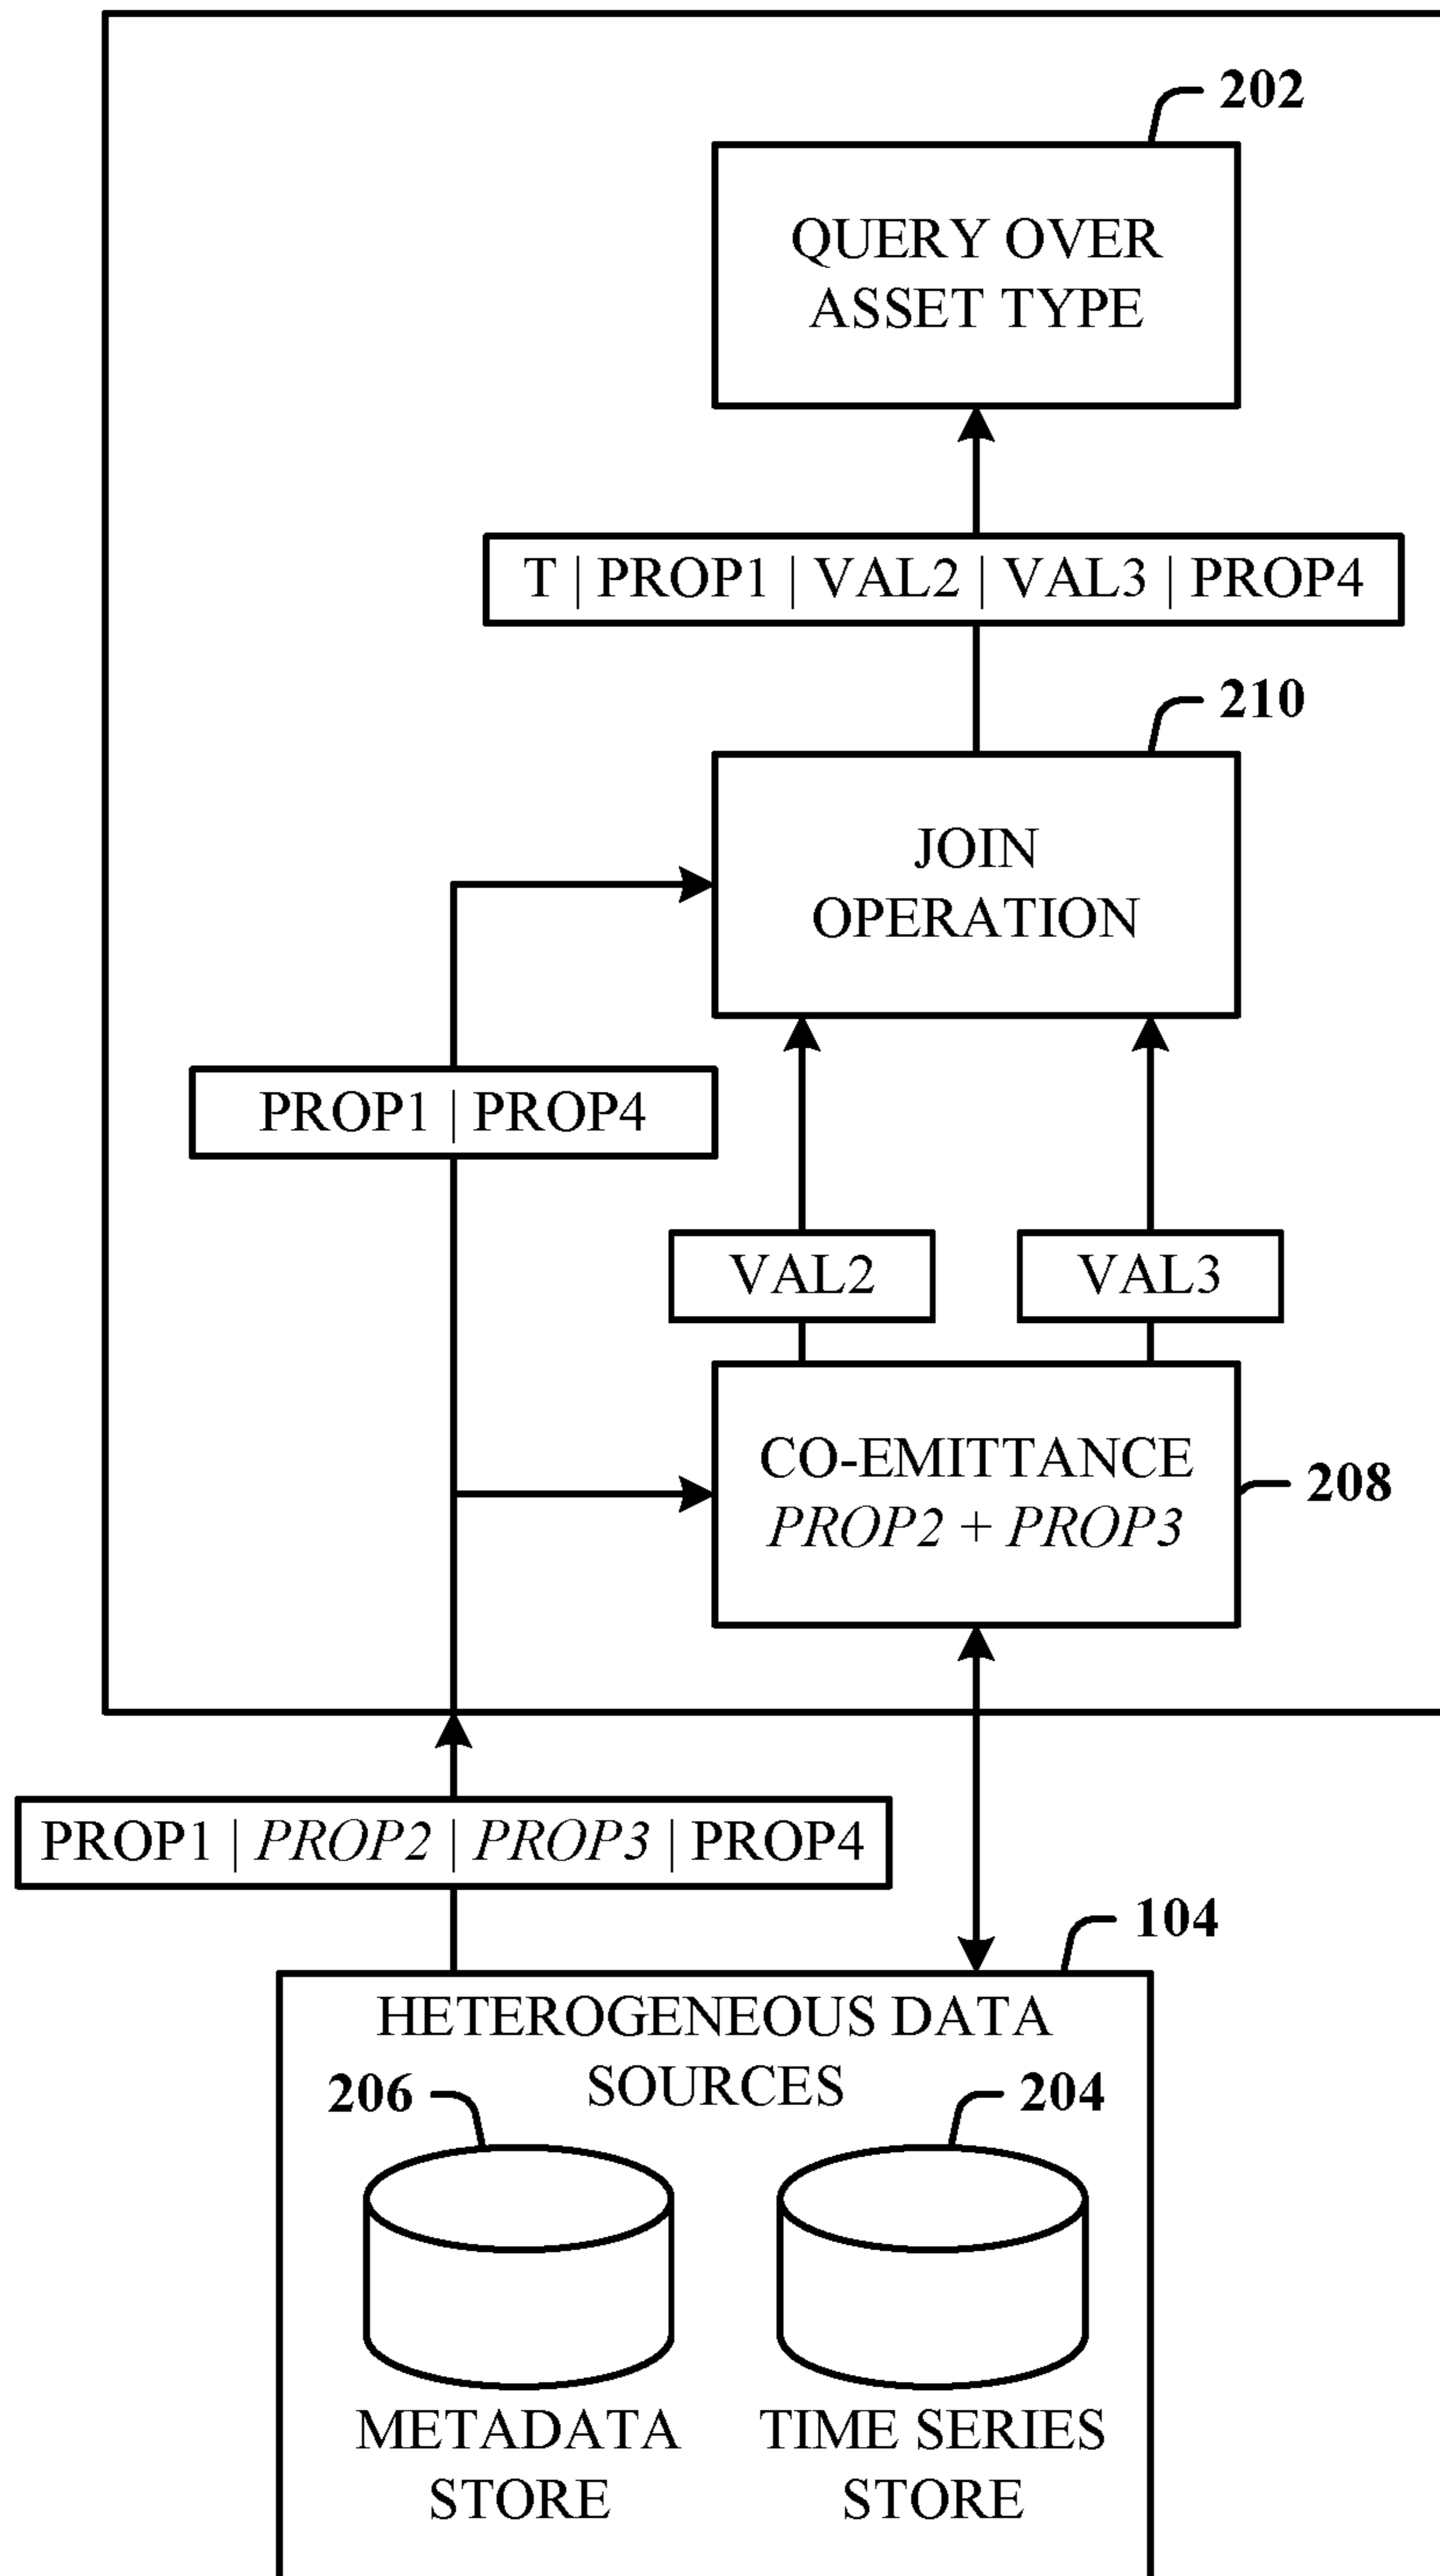 202
QUERY OVER
ASSET TYPE
T | PROP1 | VAL2 | VAL3 | PROP4
210
JOIN
OPERATION
PROP1 | PROP4
VAL2
VAL3
CO-EMITTANCE
PROP2 + PROP3
208
PROP1 | PROP2 | PROP3 | PROP4
104
HETEROGENEOUS DATA
SOURCES
206
204
METADATA
STORE
TIME SERIES
STORE